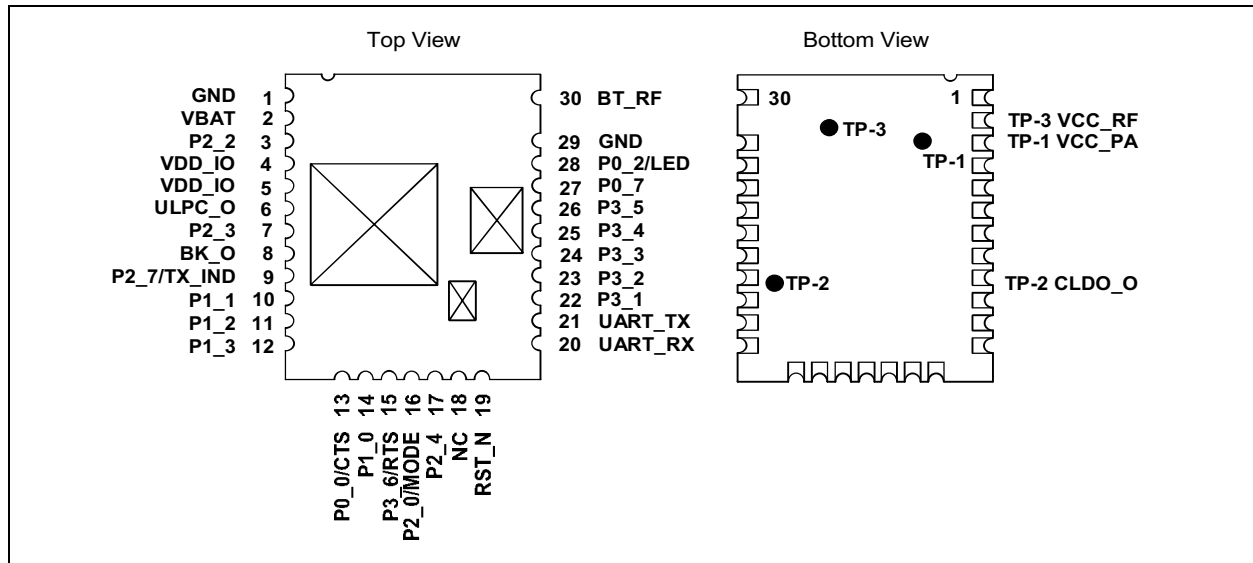 Top View
GND 1
VBAT 2
P2_2 3
VDD_IO 4
VDD_IO 5
ULPC_O 6
P2_3 7
BK_O 8
P2_7/TX_IND 9
P1_1 10
P1_2 11
P1_3 12
13 P0_0/CTS
14 P1_0
15 P3_6/RTS
16 P2_0/MODE
17 P2_4
18 NC
19 RST_N
30 BT_RF
29 GND
28 P0_2/LED
27 P0_7
26 P3_5
25 P3_4
24 P3_3
23 P3_2
22 P3_1
21 UART_TX
20 UART_RX
Bottom View
30 1
TP-3
TP-1
TP-2
TP-3 VCC_RF
TP-1 VCC_PA
TP-2 CLDO_O